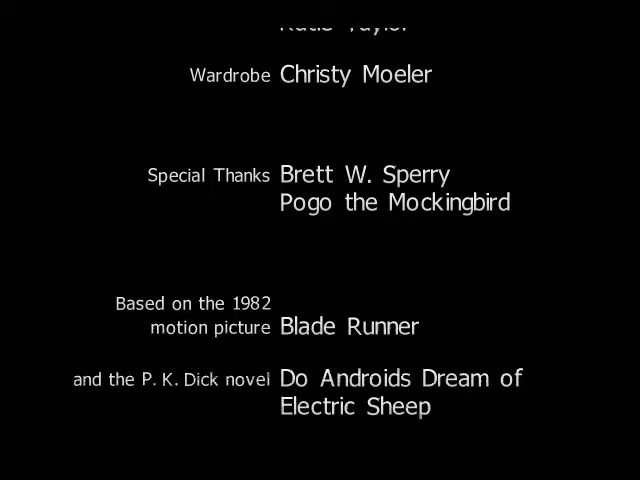 Wardrobe Christy Moeler
Special Thanks Brett W. Sperry
Pogo the Mockingbird
Based on the 1982
motion picture Blade Runner
and the P. K. Dick novel Do Androids Dream of
Electric Sheep